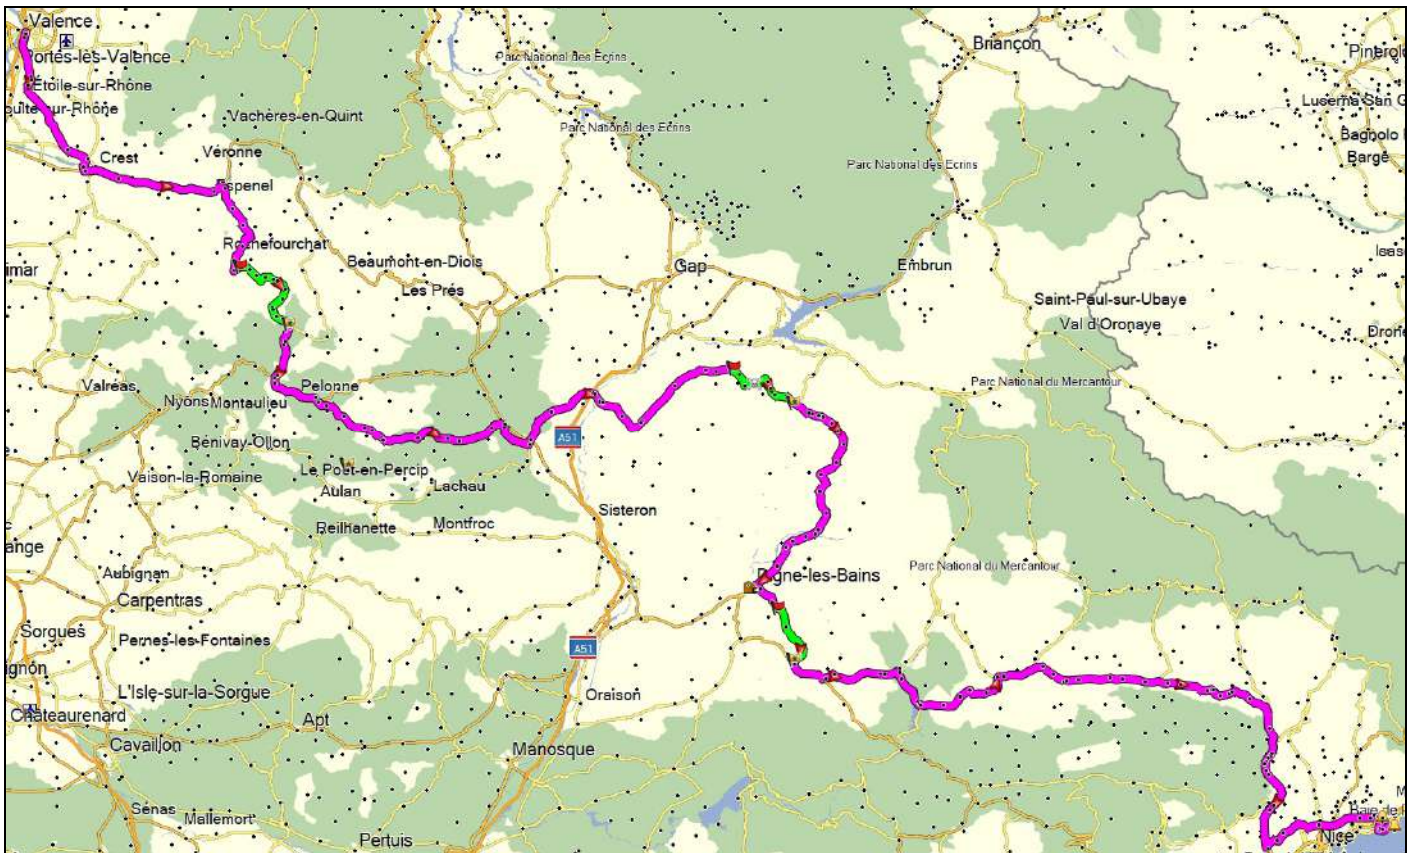 Valence
Portes-lès-Valence
Étoile-sur-Rhône
Vachères-en-Quint
Crest
Véronne
Espenel
Rochefourchat
Beaumont-en-Diois
Les Prés
Parc National des Ecrins
Parc National des Ecrins
Parc National des Ecrins
Briançon
Luserna San G
Bagnolo
Barge
Gap
Embrun
Saint-Paul-sur-Ubaye
Val d'Oronaye
Parc National du Mercantour
Valréas
Pelonne
Nyons
Montaulieu
Bénivay-Ollon
A51
Vaison-la-Romaine
Le Poët-en-Percip
Aulan
Lachau
Reilhanette
Montfroc
Sisteron
ange
Aubignan
Carpentras
Digne-les-Bains
Parc National du Mercantour
Sorgues
Pernes-les-Fontaines
A51
ignon
L'Isle-sur-la-Sorgue
Oraison
Châteaurenard
Apt
Cavaillon
Manosque
Sénas
Mallemort
Pertuis
Nice